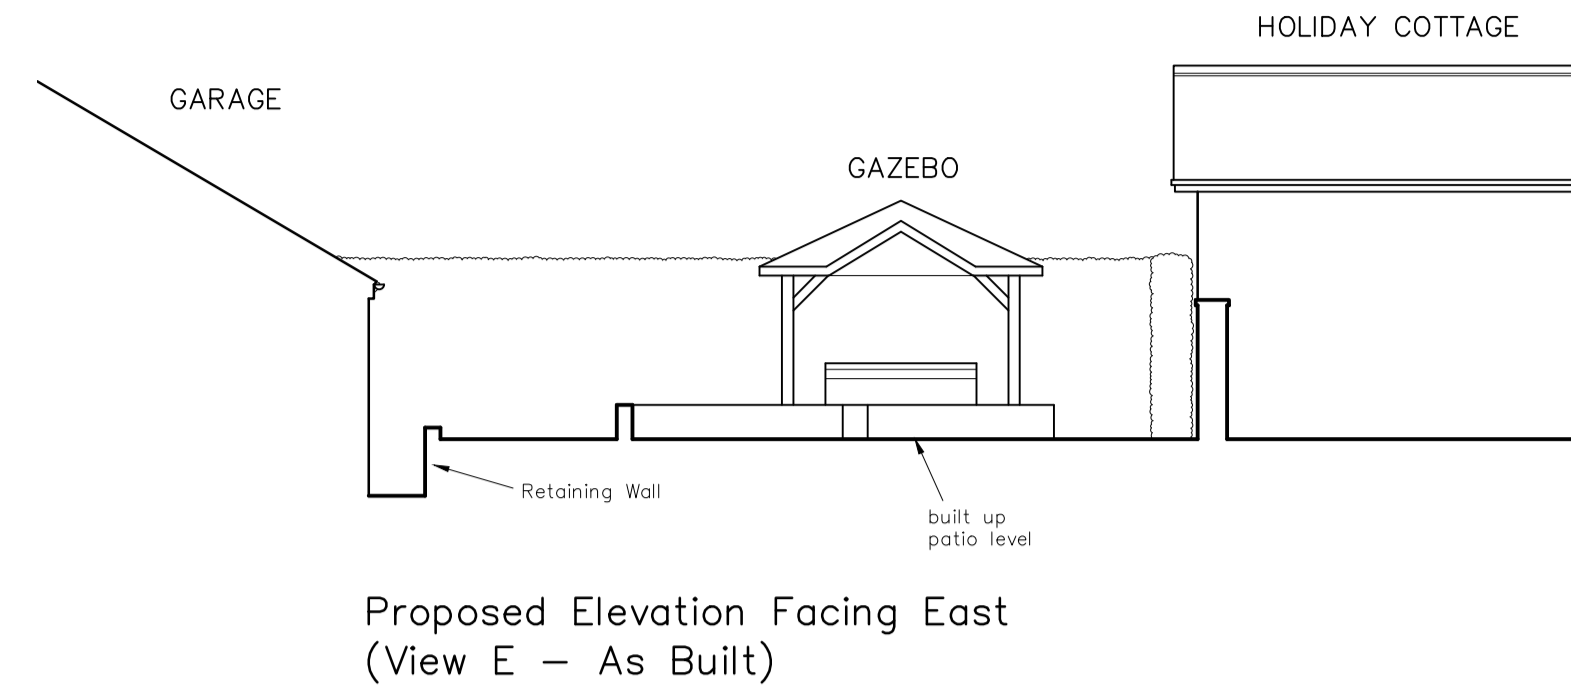 HOLIDAY COTTAGE
GARAGE
GAZEBO
Retaining Wall
built up
patio level
Proposed Elevation Facing East
(View E – As Built)